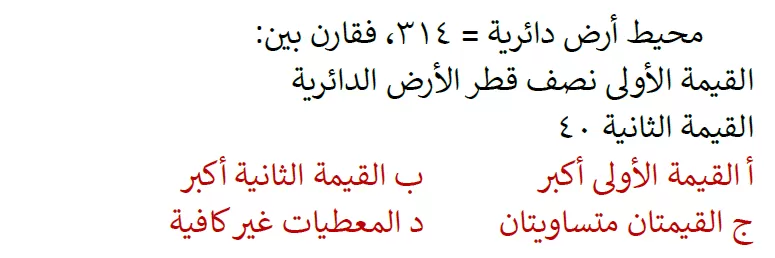 محيط أرض دائرية = ٣١٤، فقارن بين:
القيمة الأولى نصف قطر الأرض الدائرية
القيمة الثانية ٤٠
أ القيمة الأولى أكبر ب القيمة الثانية أكبر
ج القيمتان متساويتان د المعطيات غير كافية